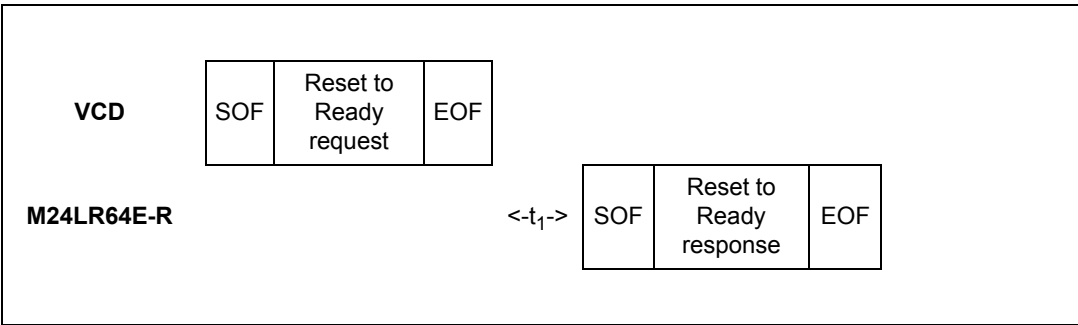 VCD SOF Reset to Ready request EOF
M24LR64E-R <-t₁-> SOF Reset to Ready response EOF